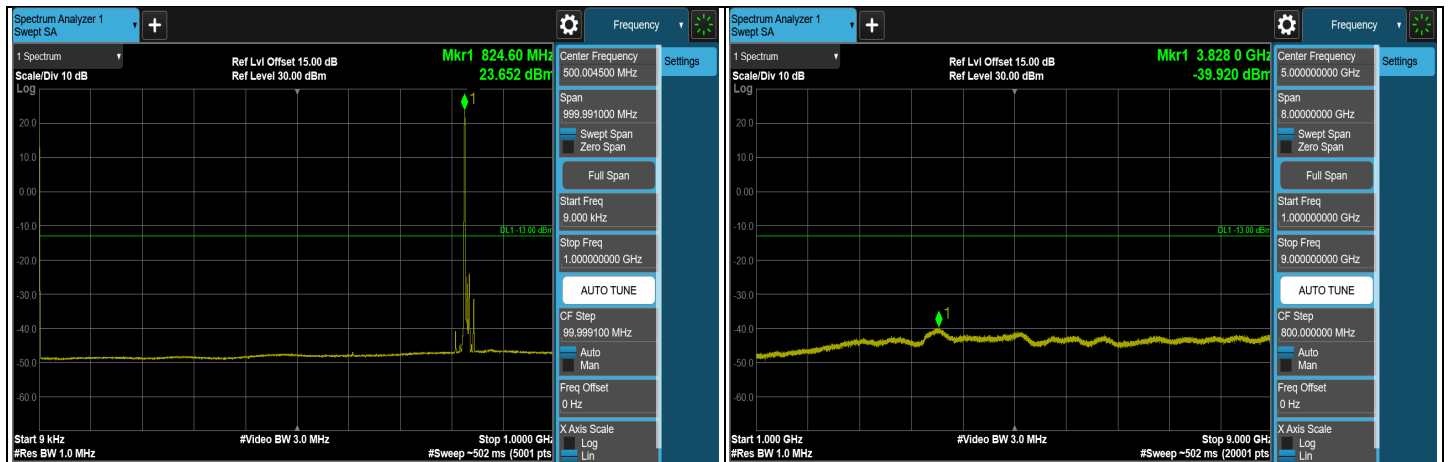 Spectrum Analyzer 1
Swept SA
+
Frequency
1 Spectrum
Scale/Div 10 dB
Log
Ref Lvl Offset 15.00 dB
Ref Level 30.00 dBm
Mkr1 824.60 MHz
23.652 dBm
1
20.0
10.0
0.00
-10.0
-20.0
-30.0
-40.0
-50.0
-60.0
DL1 -13.00 dBm
Start 9 kHz
#Res BW 1.0 MHz
#Video BW 3.0 MHz
Stop 1.0000 GHz
#Sweep ~502 ms (5001 pts
Center Frequency
500.004500 MHz
Span
999.991000 MHz
Swept Span
Zero Span
Full Span
Start Freq
9.000 kHz
Stop Freq
1.000000000 GHz
AUTO TUNE
CF Step
99.999100 MHz
Auto
Man
Freq Offset
0 Hz
X Axis Scale
Log
Lin
Settings
Spectrum Analyzer 1
Swept SA
+
Frequency
1 Spectrum
Scale/Div 10 dB
Log
Ref Lvl Offset 15.00 dB
Ref Level 30.00 dBm
Mkr1 3.828 0 GHz
-39.920 dBm
1
20.0
10.0
0.00
-10.0
-20.0
-30.0
-40.0
-50.0
-60.0
DL1 -13.00 dBm
Start 1.000 GHz
#Res BW 1.0 MHz
#Video BW 3.0 MHz
Stop 9.000 GHz
#Sweep ~502 ms (20001 pts
Center Frequency
5.000000000 GHz
Span
8.00000000 GHz
Swept Span
Zero Span
Full Span
Start Freq
1.000000000 GHz
Stop Freq
9.000000000 GHz
AUTO TUNE
CF Step
800.000000 MHz
Auto
Man
Freq Offset
0 Hz
X Axis Scale
Log
Lin
Settings